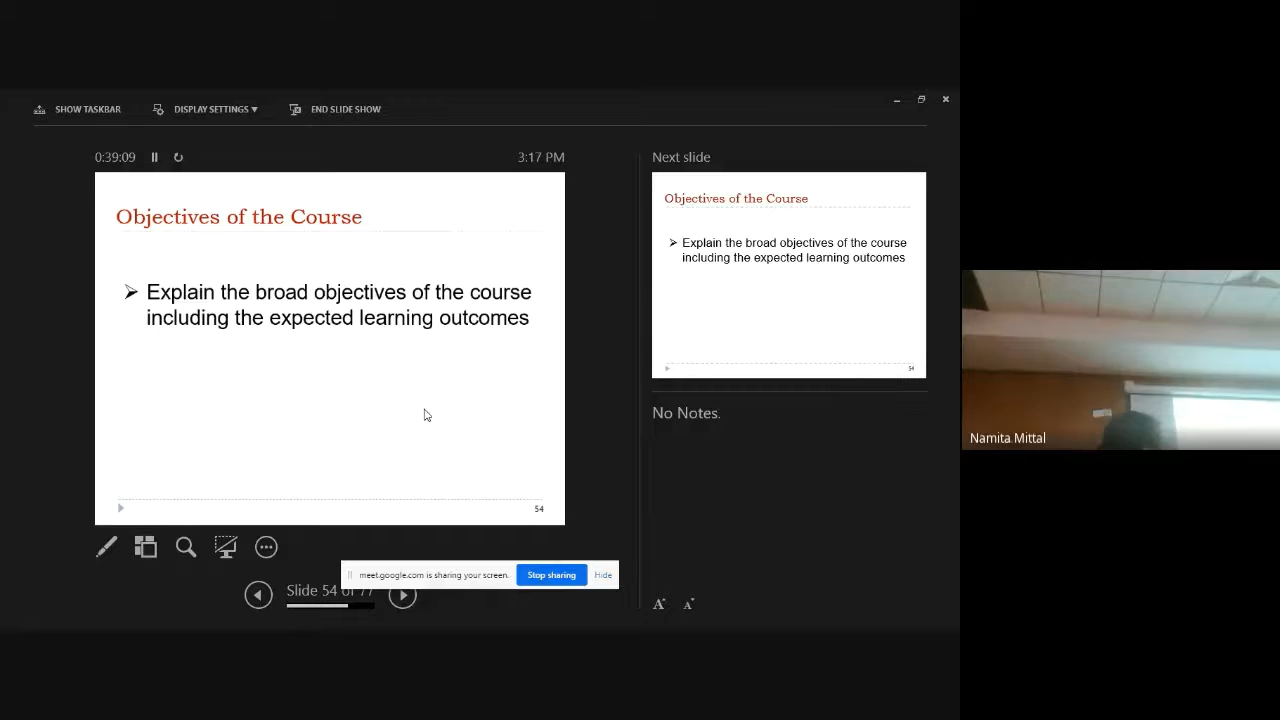 SHOW TASKBAR
DISPLAY SETTINGS ▾
END SLIDE SHOW
0:39:09
3:17 PM
Objectives of the Course
➢ Explain the broad objectives of the course
including the expected learning outcomes
54
Next slide
Objectives of the Course
➢ Explain the broad objectives of the course
including the expected learning outcomes
54
No Notes.
Namita Mittal
meet.google.com is sharing your screen.
Stop sharing
Hide
Slide 54 of 77
A A